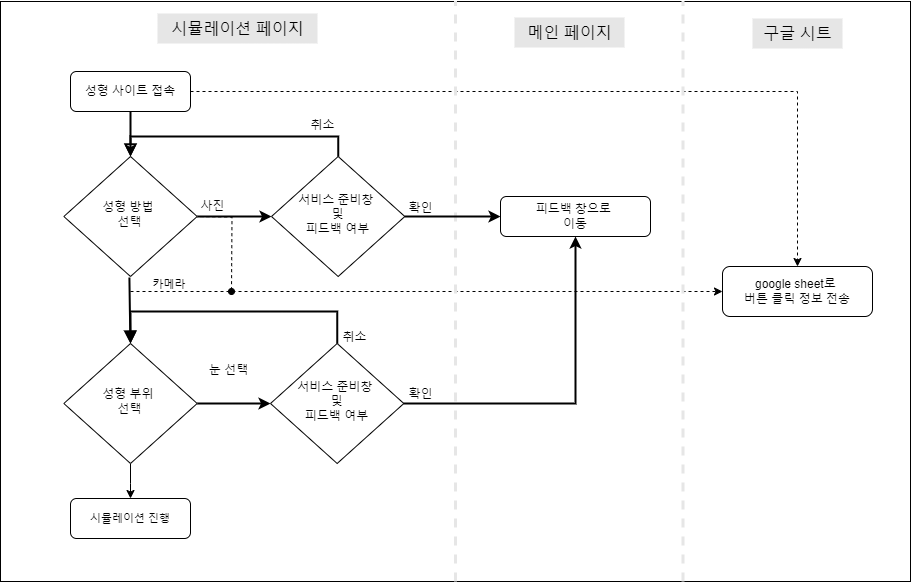 시뮬레이션 페이지
메인 페이지
구글 시트
성형 사이트 접속
취소
성형 방법
선택
사진
서비스 준비창
및
피드백 여부
확인
피드백 창으로
이동
카메라
google sheet로
버튼 클릭 정보 전송
취소
성형 부위
선택
눈 선택
서비스 준비창
및
피드백 여부
확인
시뮬레이션 진행